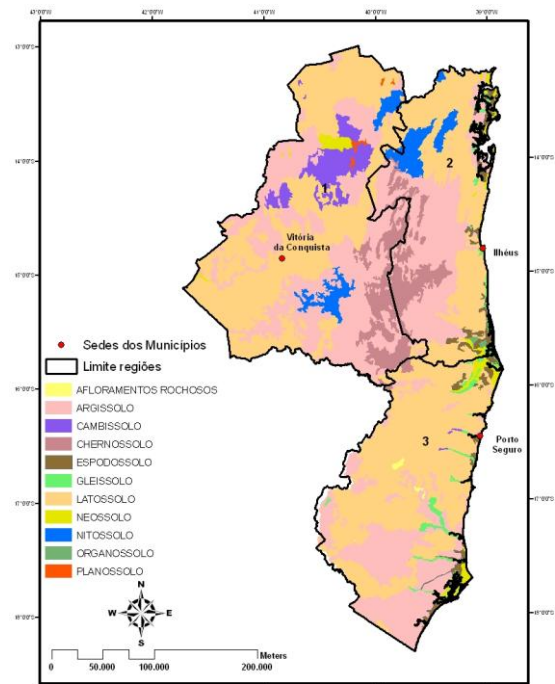 1
2
3
Vitória
da Conquista
Ilhéus
Porto
Seguro
Sedes dos Municípios
Limite regiões
AFLORAMENTOS ROCHOSOS
ARGISSOLO
CAMBISSOLO
CHERNOSSOLO
ESPODOSSOLO
GLEISSOLO
LATOSSOLO
NEOSSOLO
NITOSSOLO
ORGANOSSOLO
PLANOSSOLO
N
W E
S
Meters
0 50.000 100.000 200.000